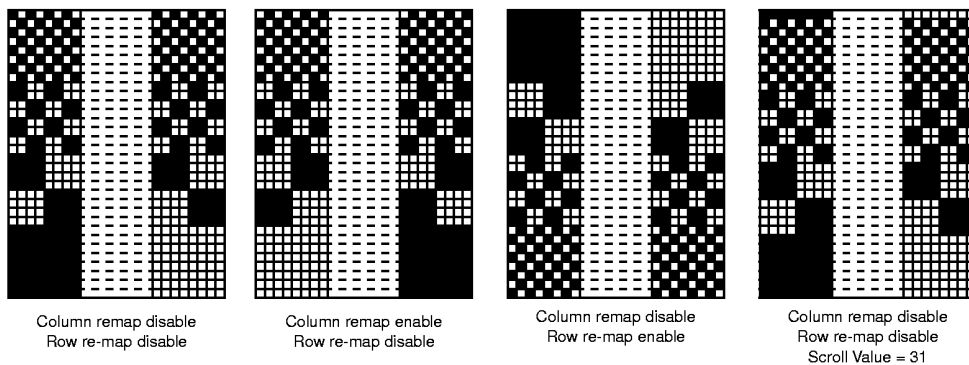 Column remap disable
Row re-map disable
Column remap enable
Row re-map disable
Column remap disable
Row re-map enable
Column remap disable
Row re-map disable
Scroll Value = 31